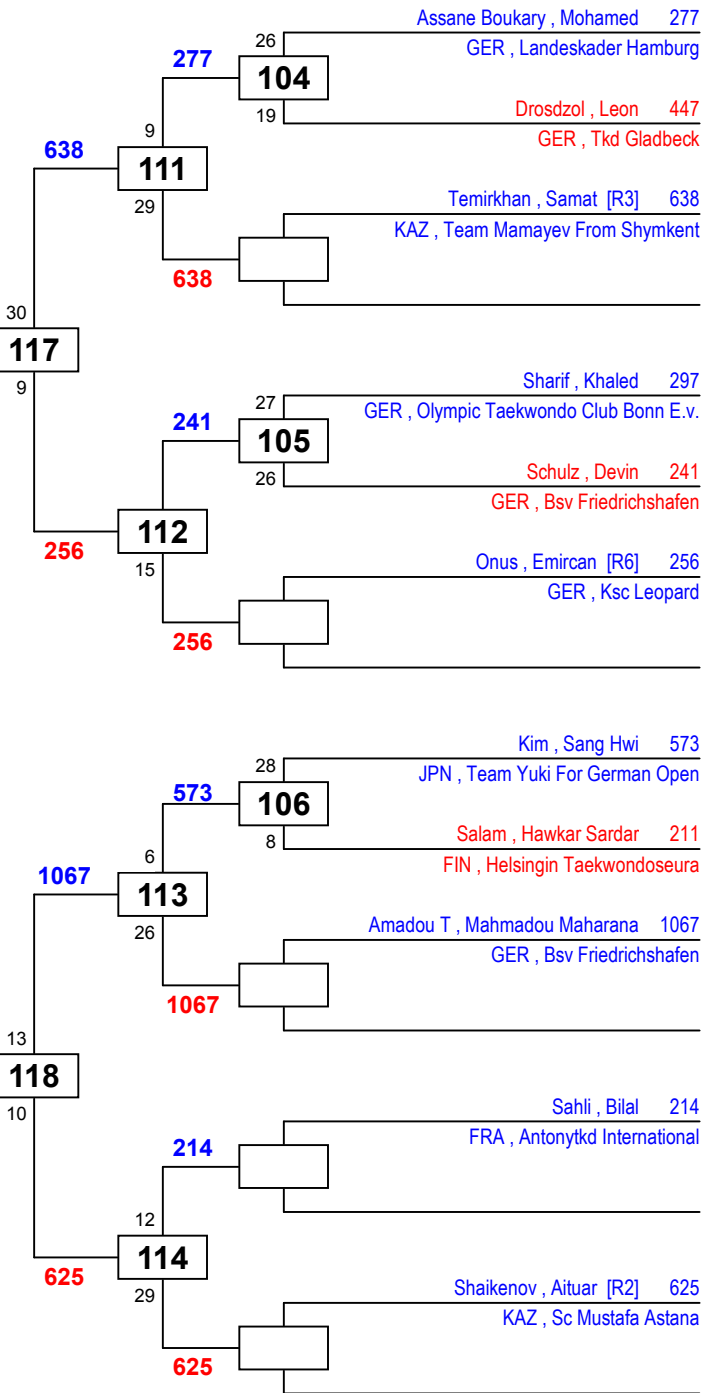 Assane Boukary , Mohamed 277
26
GER , Landeskader Hamburg
277
104
19
Drosdzol , Leon 447
GER , Tkd Gladbeck
9
638
111
29
Temirkhan , Samat [R3] 638
KAZ , Team Mamayev From Shymkent
638
30
117
9
Sharif , Khaled 297
27
GER , Olympic Taekwondo Club Bonn E.v.
241
105
26
Schulz , Devin 241
GER , Bsv Friedrichshafen
112
256
15
Onus , Emircan [R6] 256
GER , Ksc Leopard
256
Kim , Sang Hwi 573
28
JPN , Team Yuki For German Open
573
106
8
Salam , Hawkar Sardar 211
FIN , Helsingin Taekwondoseura
6
1067
113
26
Amadou T , Mahmadou Maharana 1067
GER , Bsv Friedrichshafen
1067
13
118
10
Sahli , Bilal 214
FRA , Antonytkd International
214
12
114
625
29
Shaikenov , Aituar [R2] 625
KAZ , Sc Mustafa Astana
625